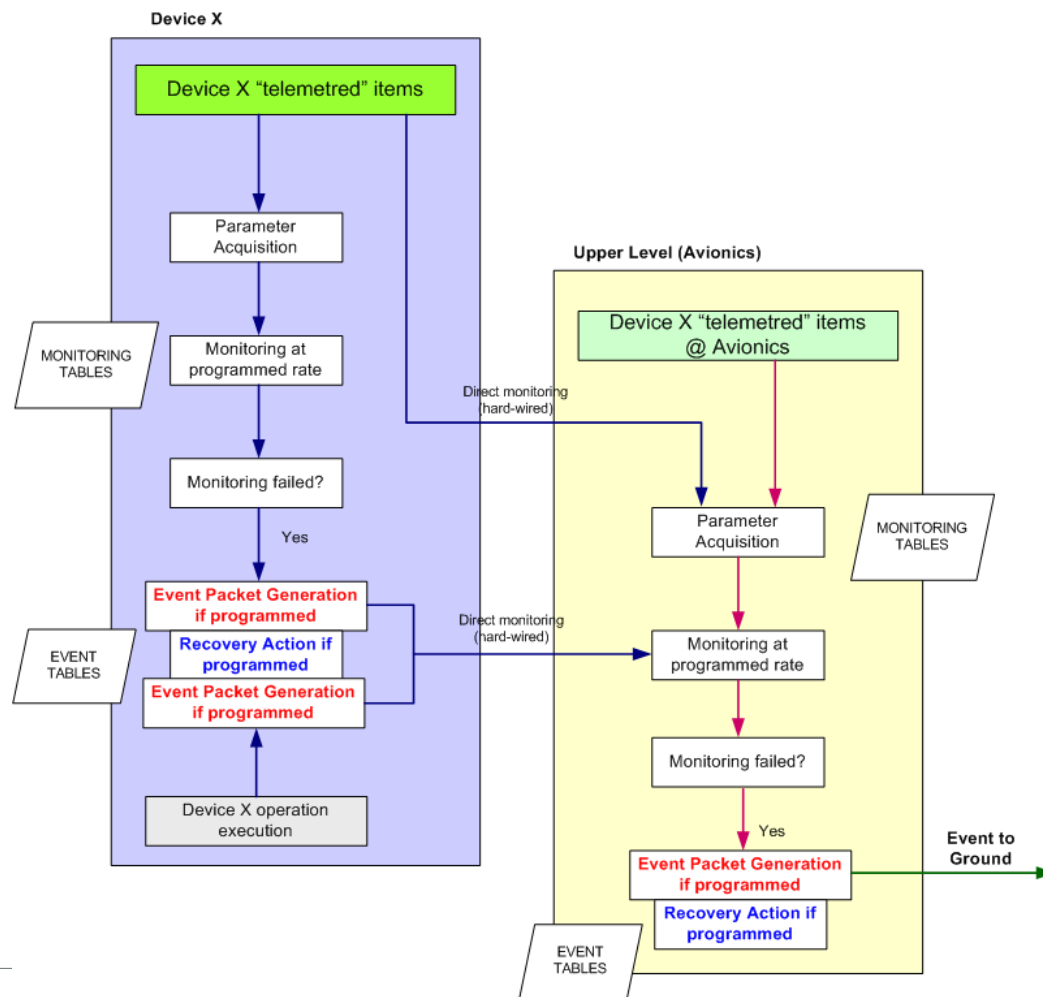 Device X
Device X “telemetred” items
Parameter
Acquisition
MONITORING
TABLES
Monitoring at
programmed rate
Monitoring failed?
Yes
Event Packet Generation
if programmed
Recovery Action if
programmed
Event Packet Generation
if programmed
EVENT
TABLES
Device X operation
execution
Direct monitoring
(hard-wired)
Direct monitoring
(hard-wired)
Upper Level (Avionics)
Device X “telemetred” items
@ Avionics
Parameter
Acquisition
MONITORING
TABLES
Monitoring at
programmed rate
Monitoring failed?
Yes
Event Packet Generation
if programmed
Recovery Action if
programmed
EVENT
TABLES
Event to
Ground